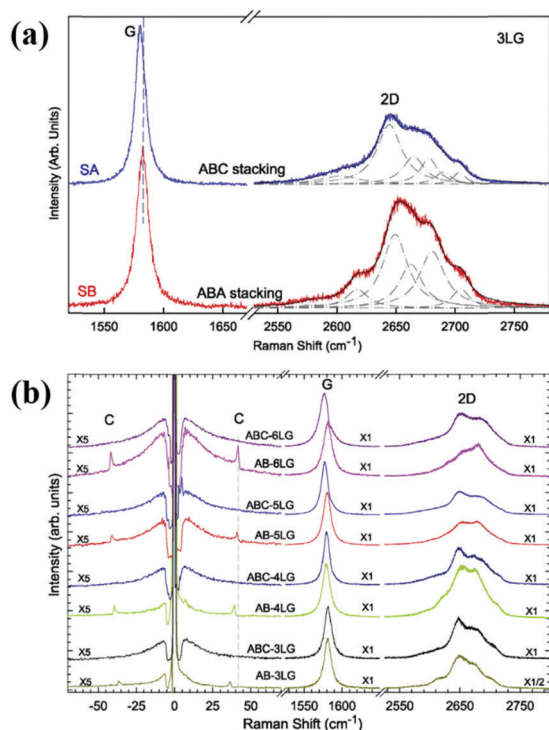 (a)
G
3LG
2D
SA
ABC stacking
SB
ABA stacking
Intensity (Arb. Units)
1550 1600 1650 2600 2650 2700 2750
Raman Shift (cm-1)
(b)
G
2D
C C
X5 ABC-6LG X1 X1
X5 AB-6LG X1 X1
X5 ABC-5LG X1 X1
X5 AB-5LG X1 X1
X5 ABC-4LG X1 X1
X5 AB-4LG X1 X1
X5 ABC-3LG X1 X1
X5 AB-3LG X1 X1/2
Intensity (arb. units)
-50 -25 0 25 50 1550 1600 2550 2650 2750
Raman Shift (cm-1)